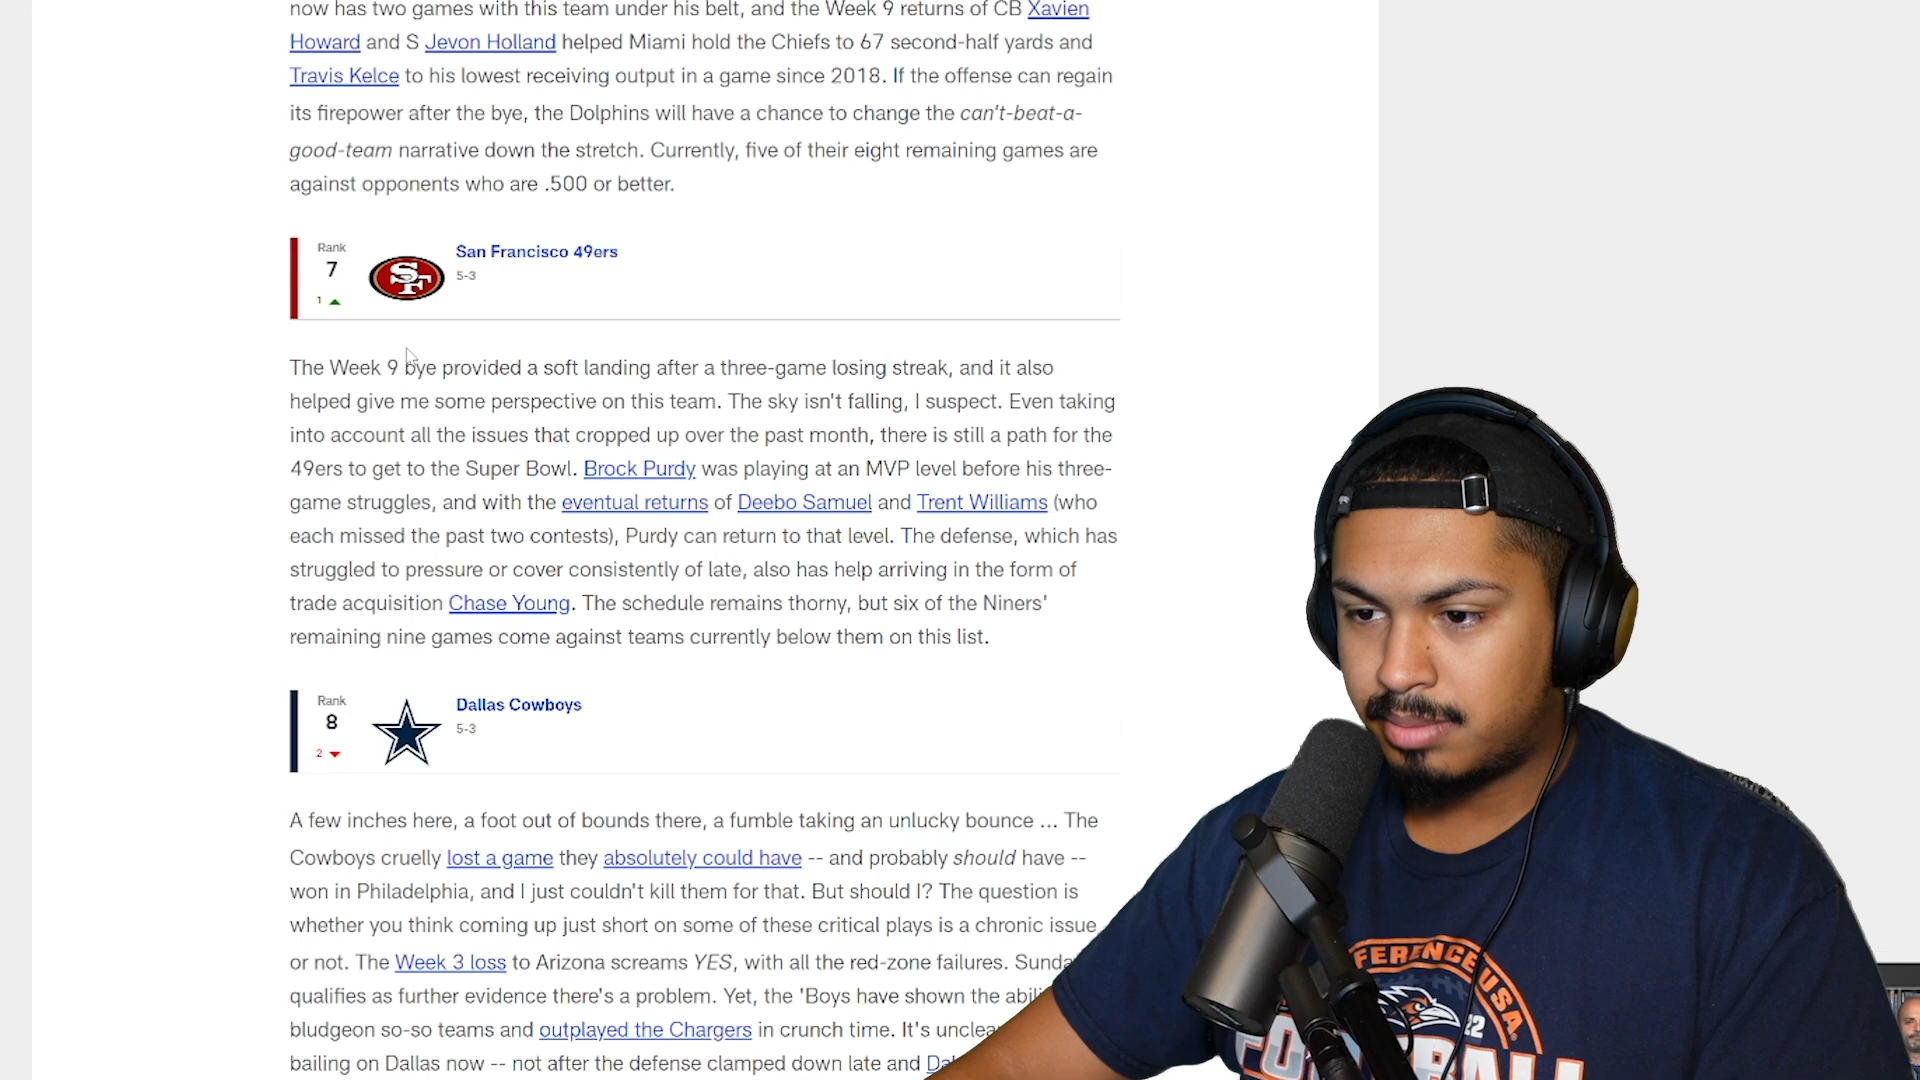 now has two games with this team under his belt, and the Week 9 returns of CB Xavien
Howard and S Jevon Holland helped Miami hold the Chiefs to 67 second-half yards and
Travis Kelce to his lowest receiving output in a game since 2018. If the offense can regain
its firepower after the bye, the Dolphins will have a chance to change the can't-beat-a-
good-team narrative down the stretch. Currently, five of their eight remaining games are
against opponents who are .500 or better.
Rank
7
1
SF
San Francisco 49ers
5-3
The Week 9 bye provided a soft landing after a three-game losing streak, and it also
helped give me some perspective on this team. The sky isn't falling, I suspect. Even taking
into account all the issues that cropped up over the past month, there is still a path for the
49ers to get to the Super Bowl. Brock Purdy was playing at an MVP level before his three-
game struggles, and with the eventual returns of Deebo Samuel and Trent Williams (who
each missed the past two contests), Purdy can return to that level. The defense, which has
struggled to pressure or cover consistently of late, also has help arriving in the form of
trade acquisition Chase Young. The schedule remains thorny, but six of the Niners'
remaining nine games come against teams currently below them on this list.
Rank
8
2
Dallas Cowboys
5-3
A few inches here, a foot out of bounds there, a fumble taking an unlucky bounce ... The
Cowboys cruelly lost a game they absolutely could have -- and probably should have --
won in Philadelphia, and I just couldn't kill them for that. But should I? The question is
whether you think coming up just short on some of these critical plays is a chronic issue
or not. The Week 3 loss to Arizona screams YES, with all the red-zone failures.
qualifies as further evidence there's a problem. Yet, the 'Boys have shown the
bludgeon so-so teams and outplayed the Chargers in crunch time. It's
bailing on Dallas now -- not after the defense clamped down late and
USA